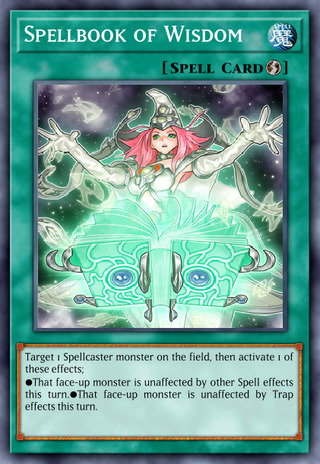 Spellbook of Wisdom
魔
[Spell Card]
Target 1 Spellcaster monster on the field, then activate 1 of
these effects;
●That face-up monster is unaffected by other Spell effects
this turn.●That face-up monster is unaffected by Trap
effects this turn.